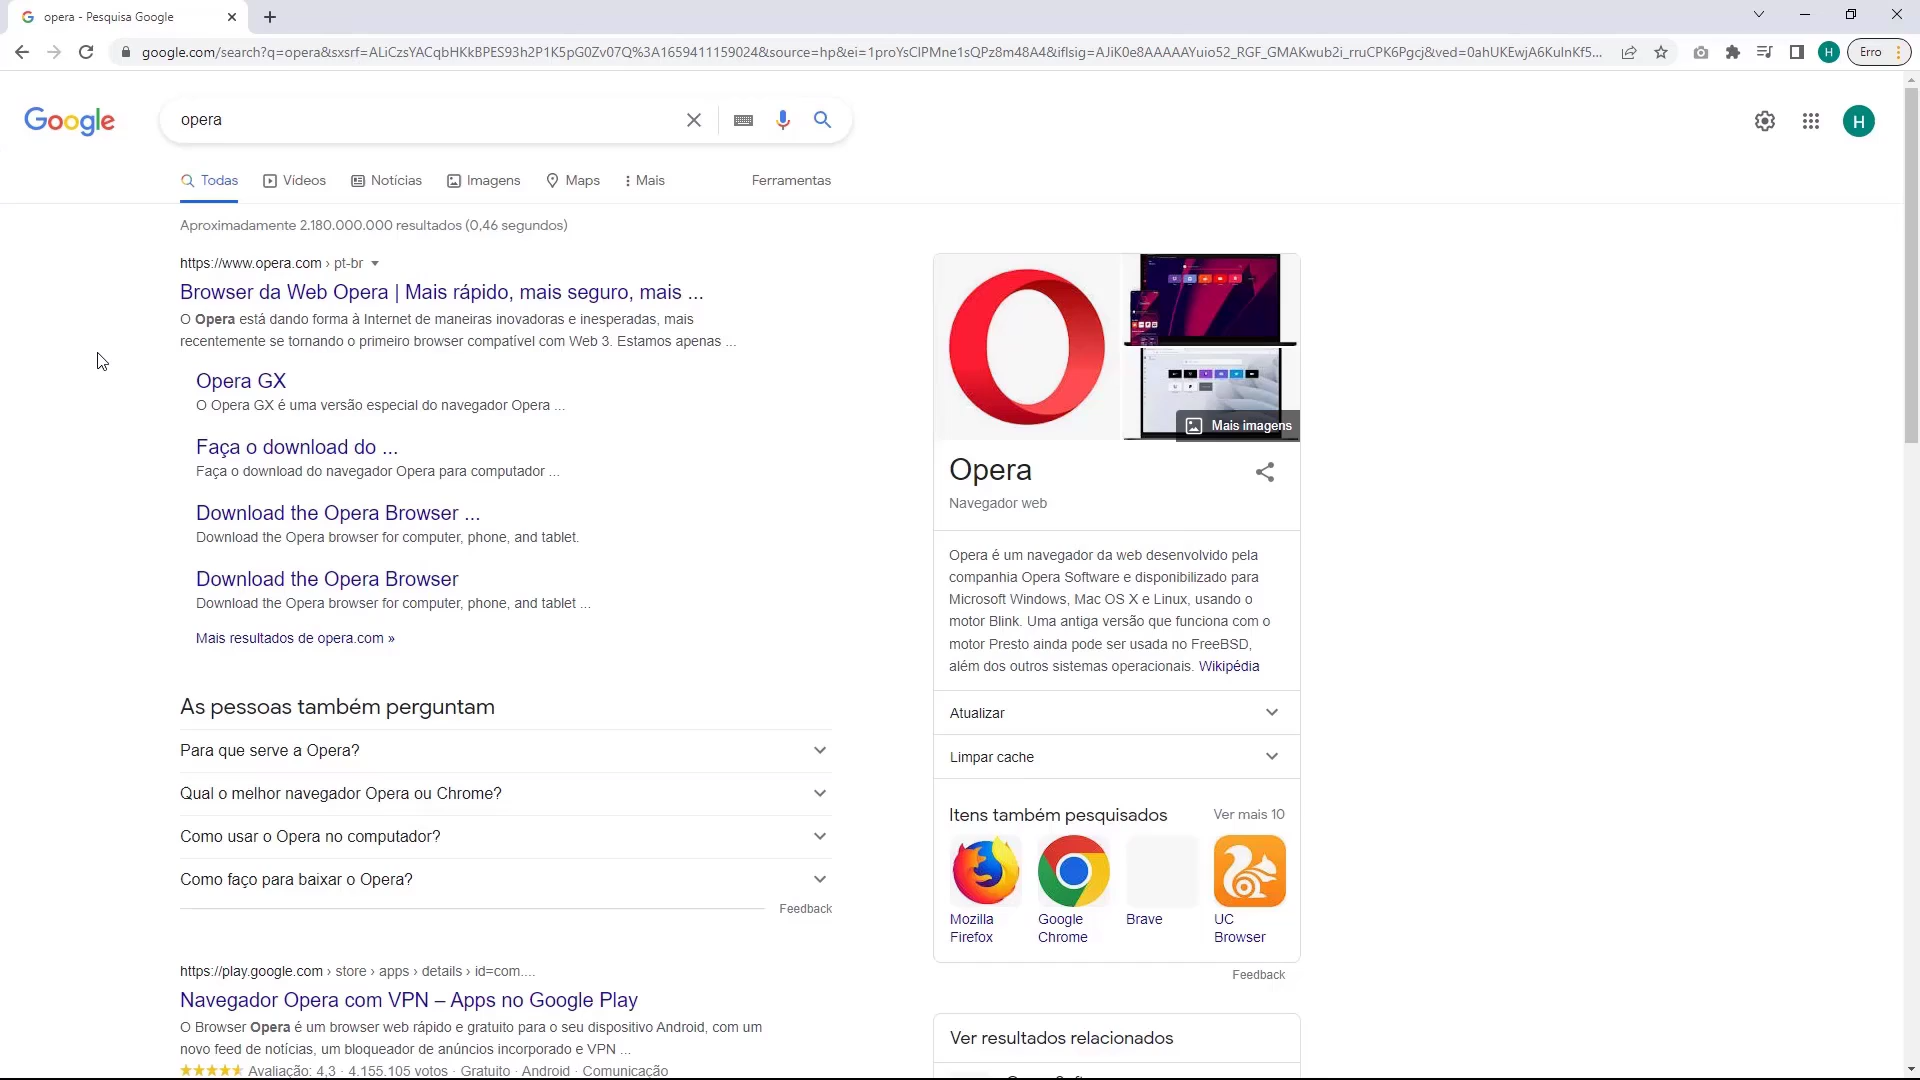 opera - Pesquisa Google
google.com/search?q=opera&sxsrf=ALiCzsYACqbHKkBPES93h2P1K5pG0Zv07Q%3A1659411159024&source=hp&ei=1proYsClPMne1sQPz8m48A4&iflsig=AJiK0e8AAAAAYuio52_RGF_GMAKwub2i_rruCPK6Pgcj&ved=0ahUKEwjA6KulnKf5...
H
Erro
Google
opera
H
Todas
Vídeos
Notícias
Imagens
Maps
Mais
Ferramentas
Aproximadamente 2.180.000.000 resultados (0,46 segundos)
https://www.opera.com › pt-br
Browser da Web Opera | Mais rápido, mais seguro, mais ...
O Opera está dando forma à Internet de maneiras inovadoras e inesperadas, mais
recentemente se tornando o primeiro browser compatível com Web 3. Estamos apenas ...
Opera GX
O Opera GX é uma versão especial do navegador Opera ...
Faça o download do ...
Faça o download do navegador Opera para computador ...
Download the Opera Browser ...
Download the Opera browser for computer, phone, and tablet.
Download the Opera Browser
Download the Opera browser for computer, phone, and tablet ...
Mais resultados de opera.com »
As pessoas também perguntam
Para que serve a Opera?
Qual o melhor navegador Opera ou Chrome?
Como usar o Opera no computador?
Como faço para baixar o Opera?
Feedback
https://play.google.com › store › apps › details › id=com....
Navegador Opera com VPN – Apps no Google Play
O Browser Opera é um browser web rápido e gratuito para o seu dispositivo Android, com um
novo feed de notícias, um bloqueador de anúncios incorporado e VPN ...
Avaliação: 4,3 · 4.155.105 votos · Gratuito · Android · Comunicação
Mais imagens
Opera
Navegador web
Opera é um navegador da web desenvolvido pela
companhia Opera Software e disponibilizado para
Microsoft Windows, Mac OS X e Linux, usando o
motor Blink. Uma antiga versão que funciona com o
motor Presto ainda pode ser usada no FreeBSD,
além dos outros sistemas operacionais. Wikipédia
Atualizar
Limpar cache
Itens também pesquisados
Ver mais 10
Mozilla
Firefox
Google
Chrome
Brave
UC
Browser
Feedback
Ver resultados relacionados